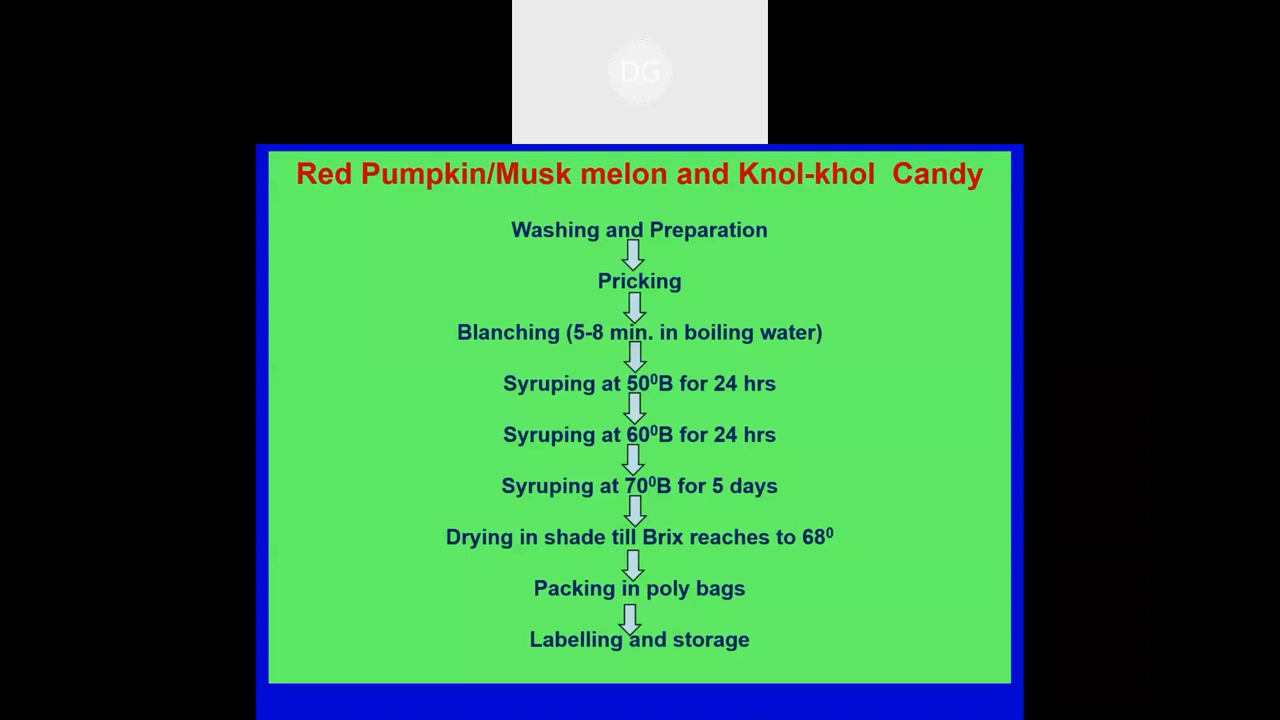 DG
Red Pumpkin/Musk melon and Knol-khol Candy
Washing and Preparation
Pricking
Blanching (5-8 min. in boiling water)
Syruping at 50⁰B for 24 hrs
Syruping at 60⁰B for 24 hrs
Syruping at 70⁰B for 5 days
Drying in shade till Brix reaches to 68⁰
Packing in poly bags
Labelling and storage